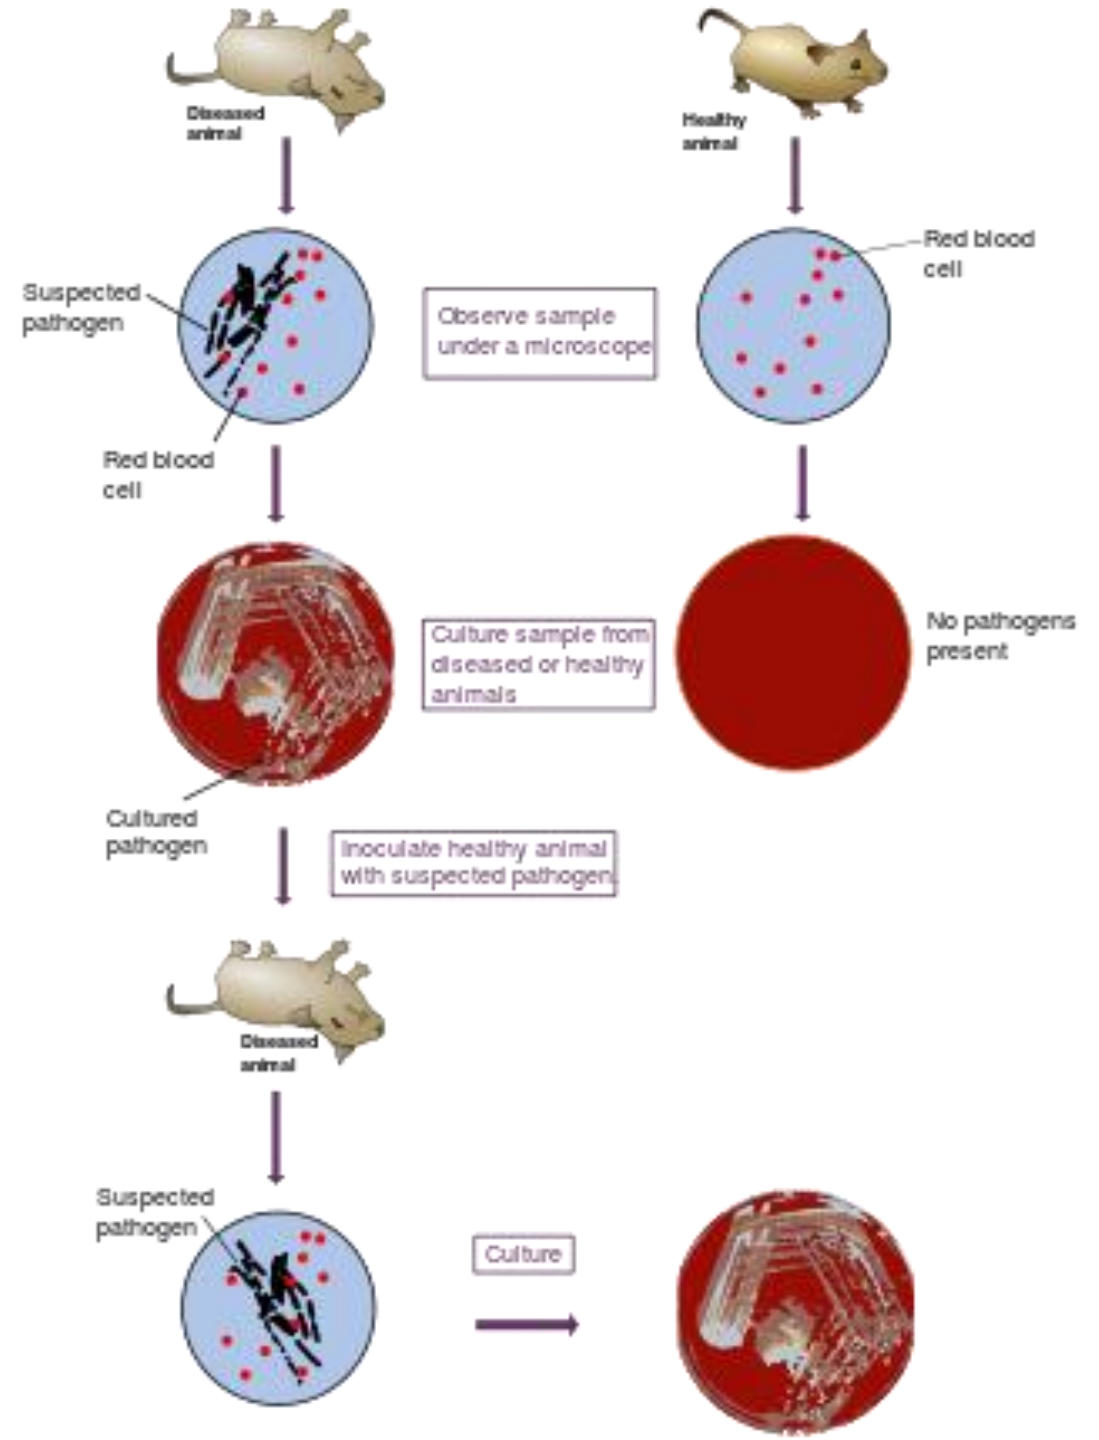 Diseased
animal
Healthy
animal
Red blood
cell
Suspected
pathogen
Observe sample
under a microscope
Red blood
cell
Culture sample from
diseased or healthy
animals
No pathogens
present
Cultured
pathogen
Inoculate healthy animal
with suspected pathogen.
Diseased
animal
Suspected
pathogen
Culture